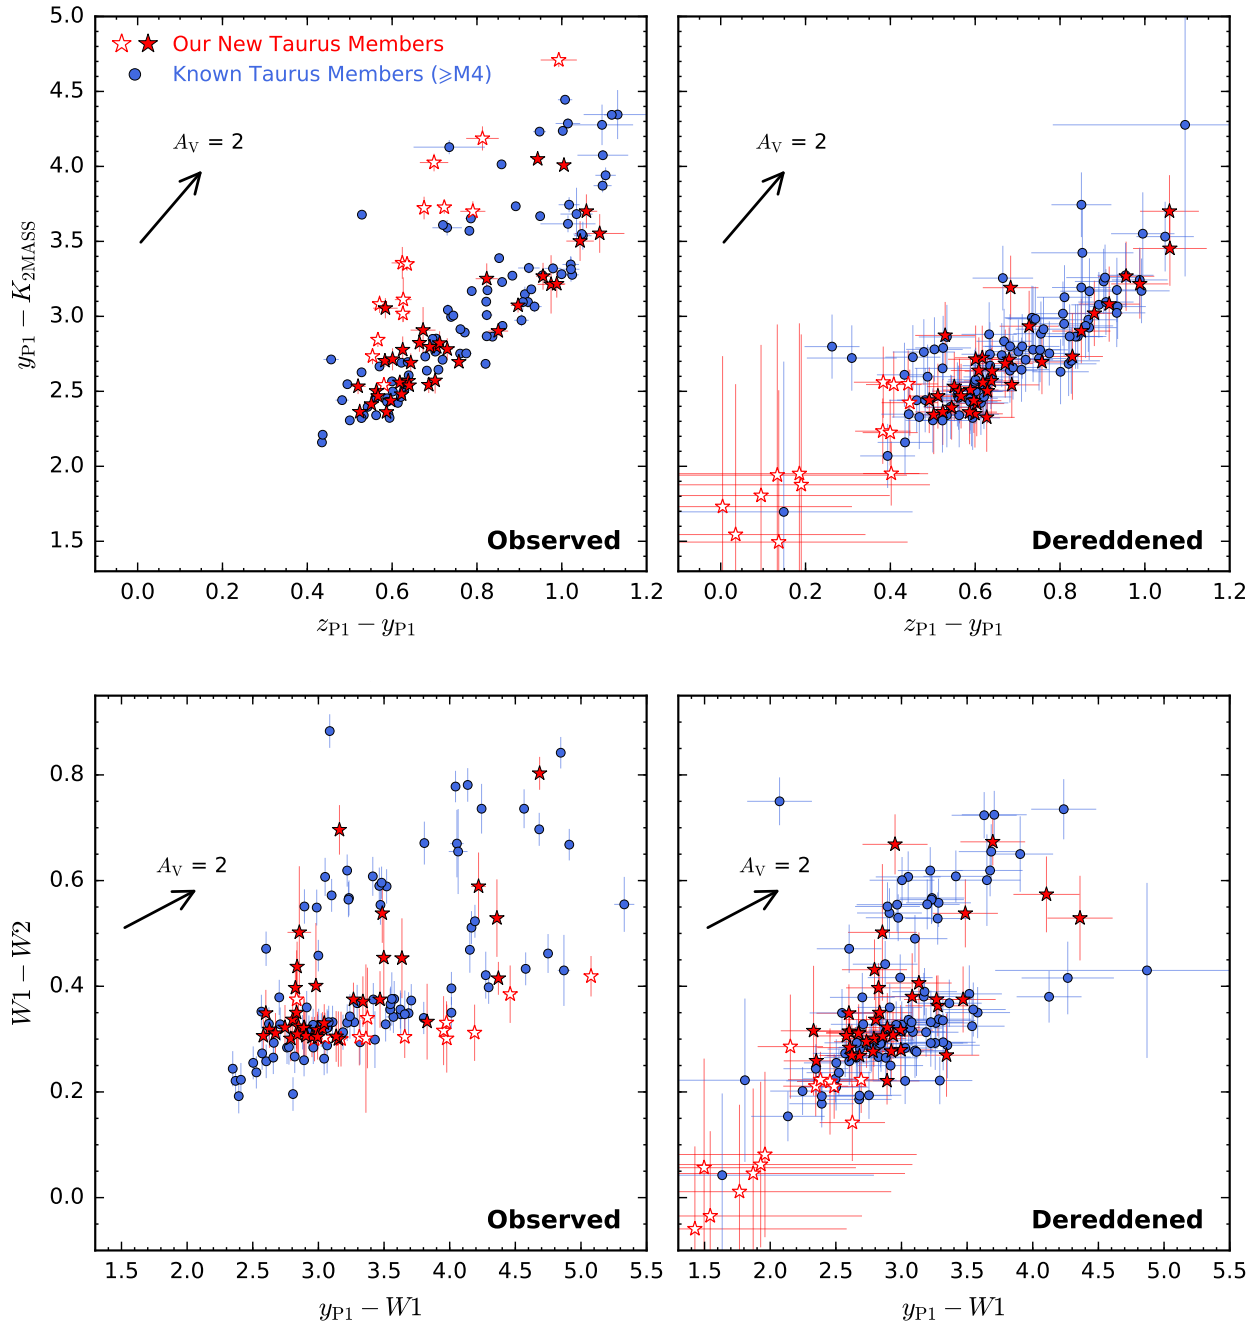 5.0
4.5
4.0
3.5
3.0
2.5
2.0
1.5
y_P1 − K_2MASS
Our New Taurus Members
Known Taurus Members (⩾M4)
A_V = 2
Observed
0.0 0.2 0.4 0.6 0.8 1.0 1.2
z_P1 − y_P1
A_V = 2
Dereddened
0.0 0.2 0.4 0.6 0.8 1.0 1.2
z_P1 − y_P1
0.8
0.6
0.4
0.2
0.0
W1 − W2
A_V = 2
Observed
1.5 2.0 2.5 3.0 3.5 4.0 4.5 5.0 5.5
y_P1 − W1
A_V = 2
Dereddened
1.5 2.0 2.5 3.0 3.5 4.0 4.5 5.0 5.5
y_P1 − W1